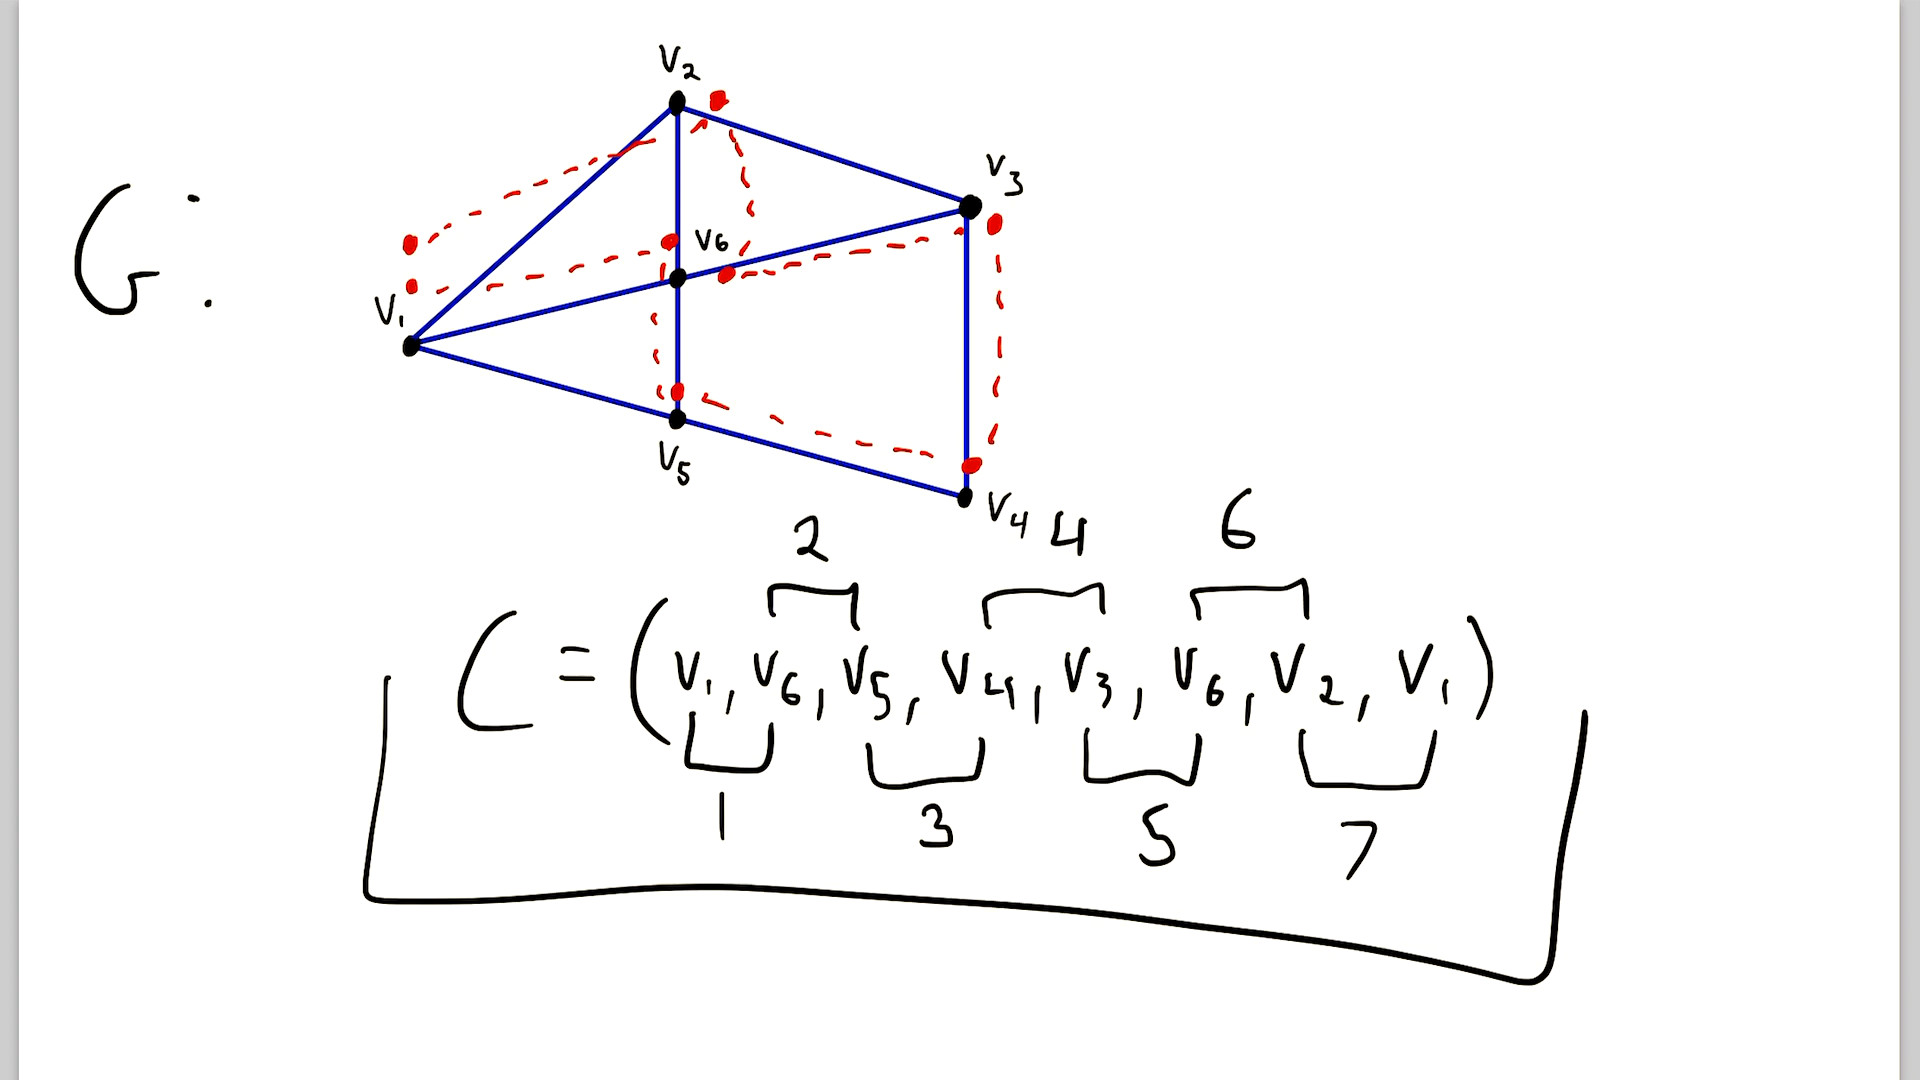 V₂
V₃
G:
V₆
V₁
V₅
V₄
2 4 6
C = (V₁, V₆, V₅, V₄, V₃, V₆, V₂, V₁)
1 3 5 7